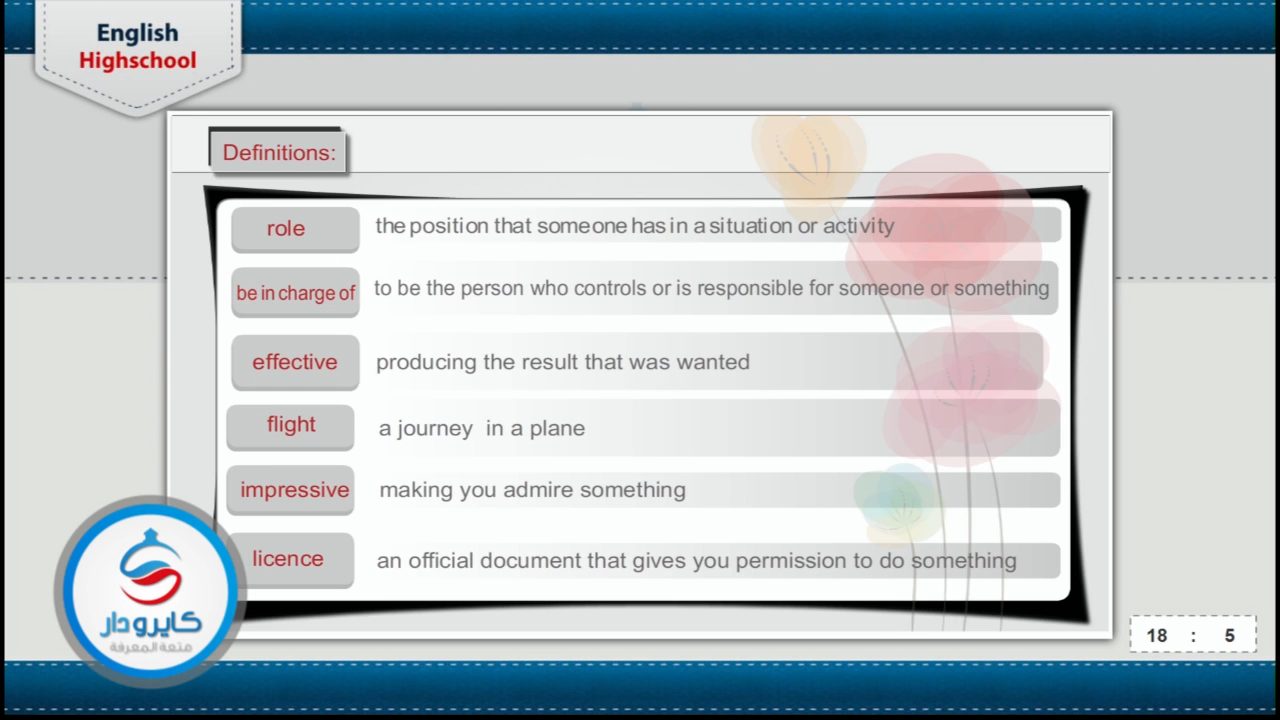 English
Highschool
Definitions:
role the position that someone has in a situation or activity
be in charge of to be the person who controls or is responsible for someone or something
effective producing the result that was wanted
flight a journey in a plane
impressive making you admire something
licence an official document that gives you permission to do something
كايرودار
متعة المعرفة
18 : 5